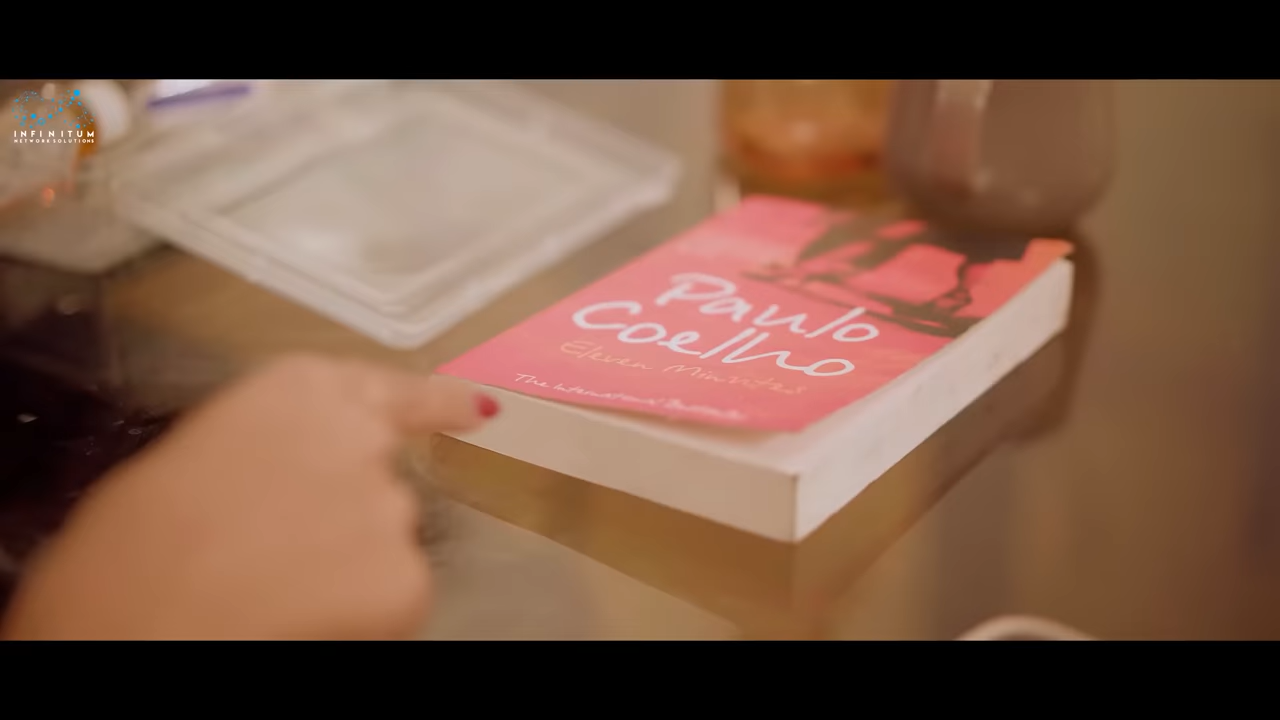 INFINITUM
NETWORK SOLUTIONS
Paulo
Coelho
Eleven Minutes
The International Bestseller